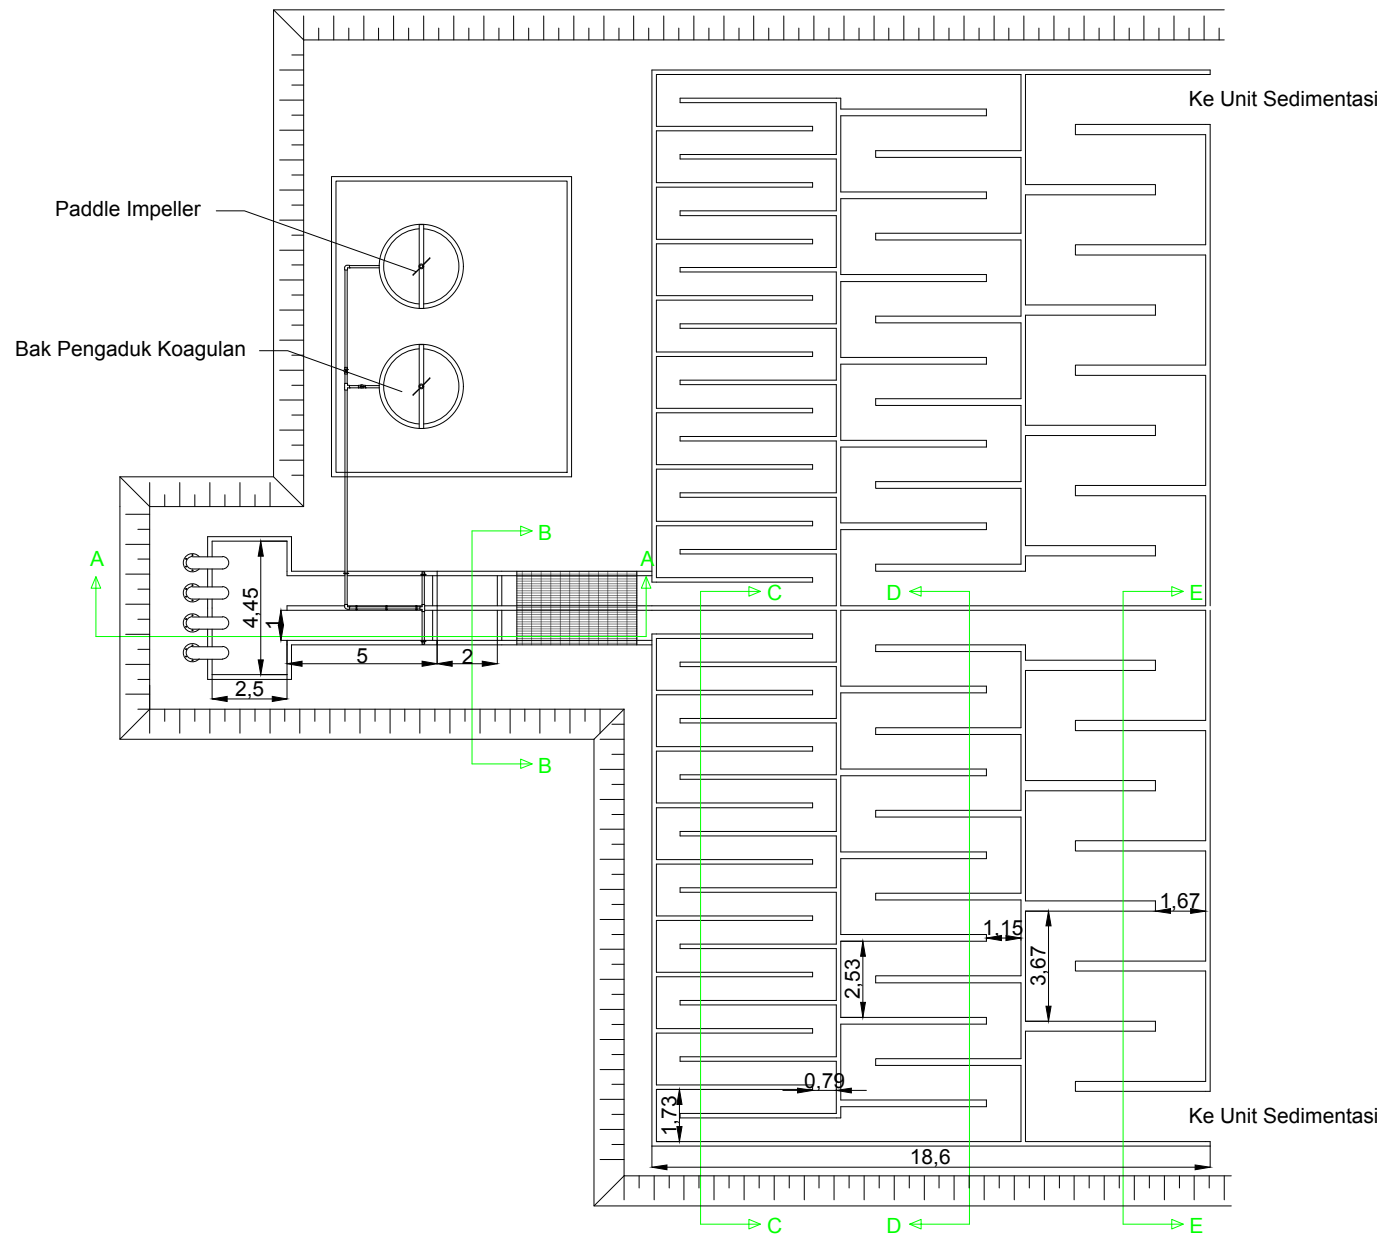 Ke Unit Sedimentasi
Paddle Impeller
Bak Pengaduk Koagulan
B
A
A
C
D
E
4,45
1
5
2
2,5
B
1,67
1,15
2,53
3,67
0,79
1,73
Ke Unit Sedimentasi
18,6
C
D
E